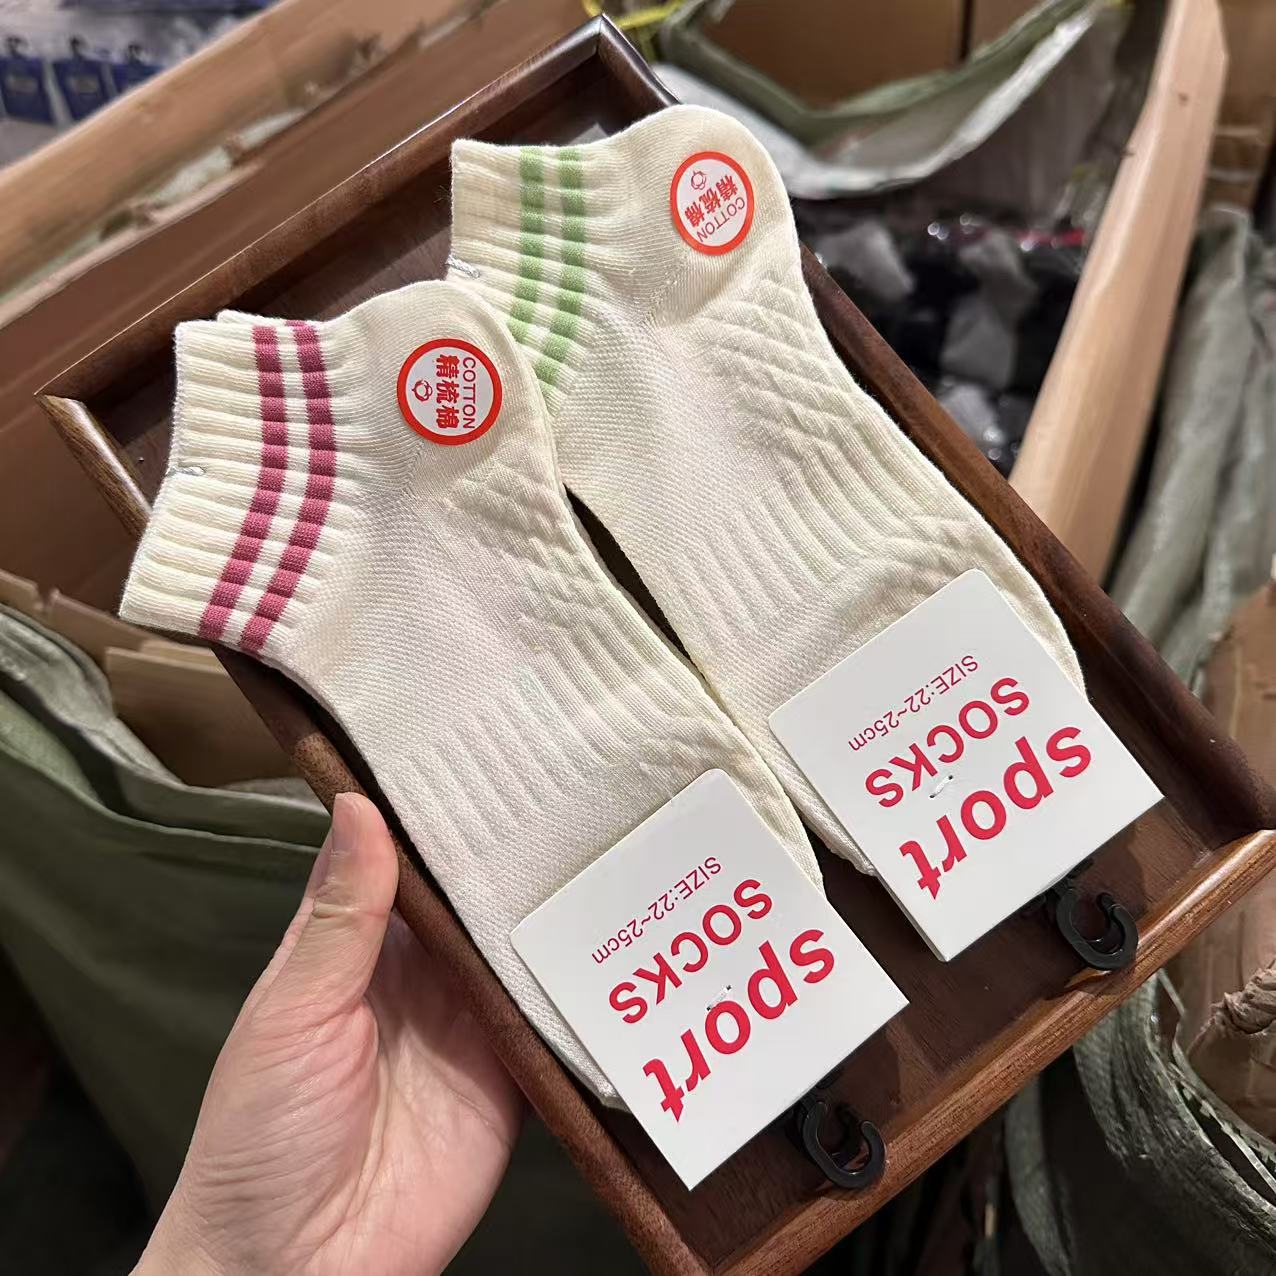 COTTON
精梳棉
COTTON
精梳棉
sport
SOCKS
SIZE:22~25cm
sport
SOCKS
SIZE:22~25cm